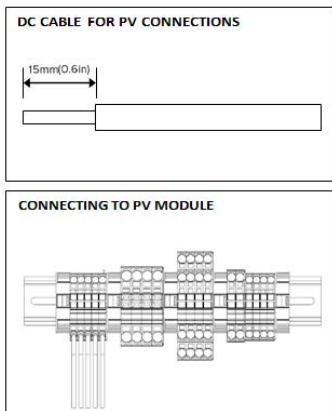 DC CABLE FOR PV CONNECTIONS
15mm(0.6in)
CONNECTING TO PV MODULE